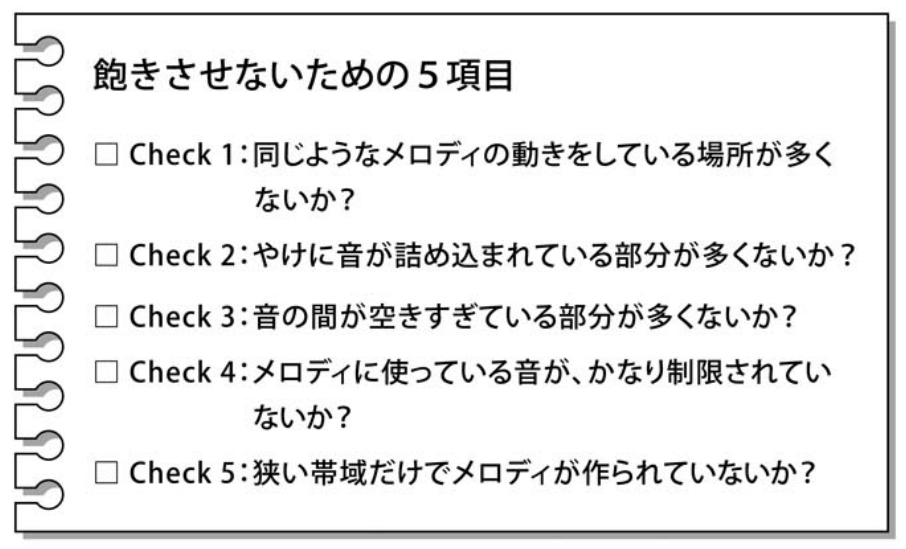 飽きさせないための5項目
□ Check 1：同じようなメロディの動きをしている場所が多く
ないか？
□ Check 2：やけに音が詰め込まれている部分が多くないか？
□ Check 3：音の間が空きすぎている部分が多くないか？
□ Check 4：メロディに使っている音が、かなり制限されてい
ないか？
□ Check 5：狭い帯域だけでメロディが作られていないか？